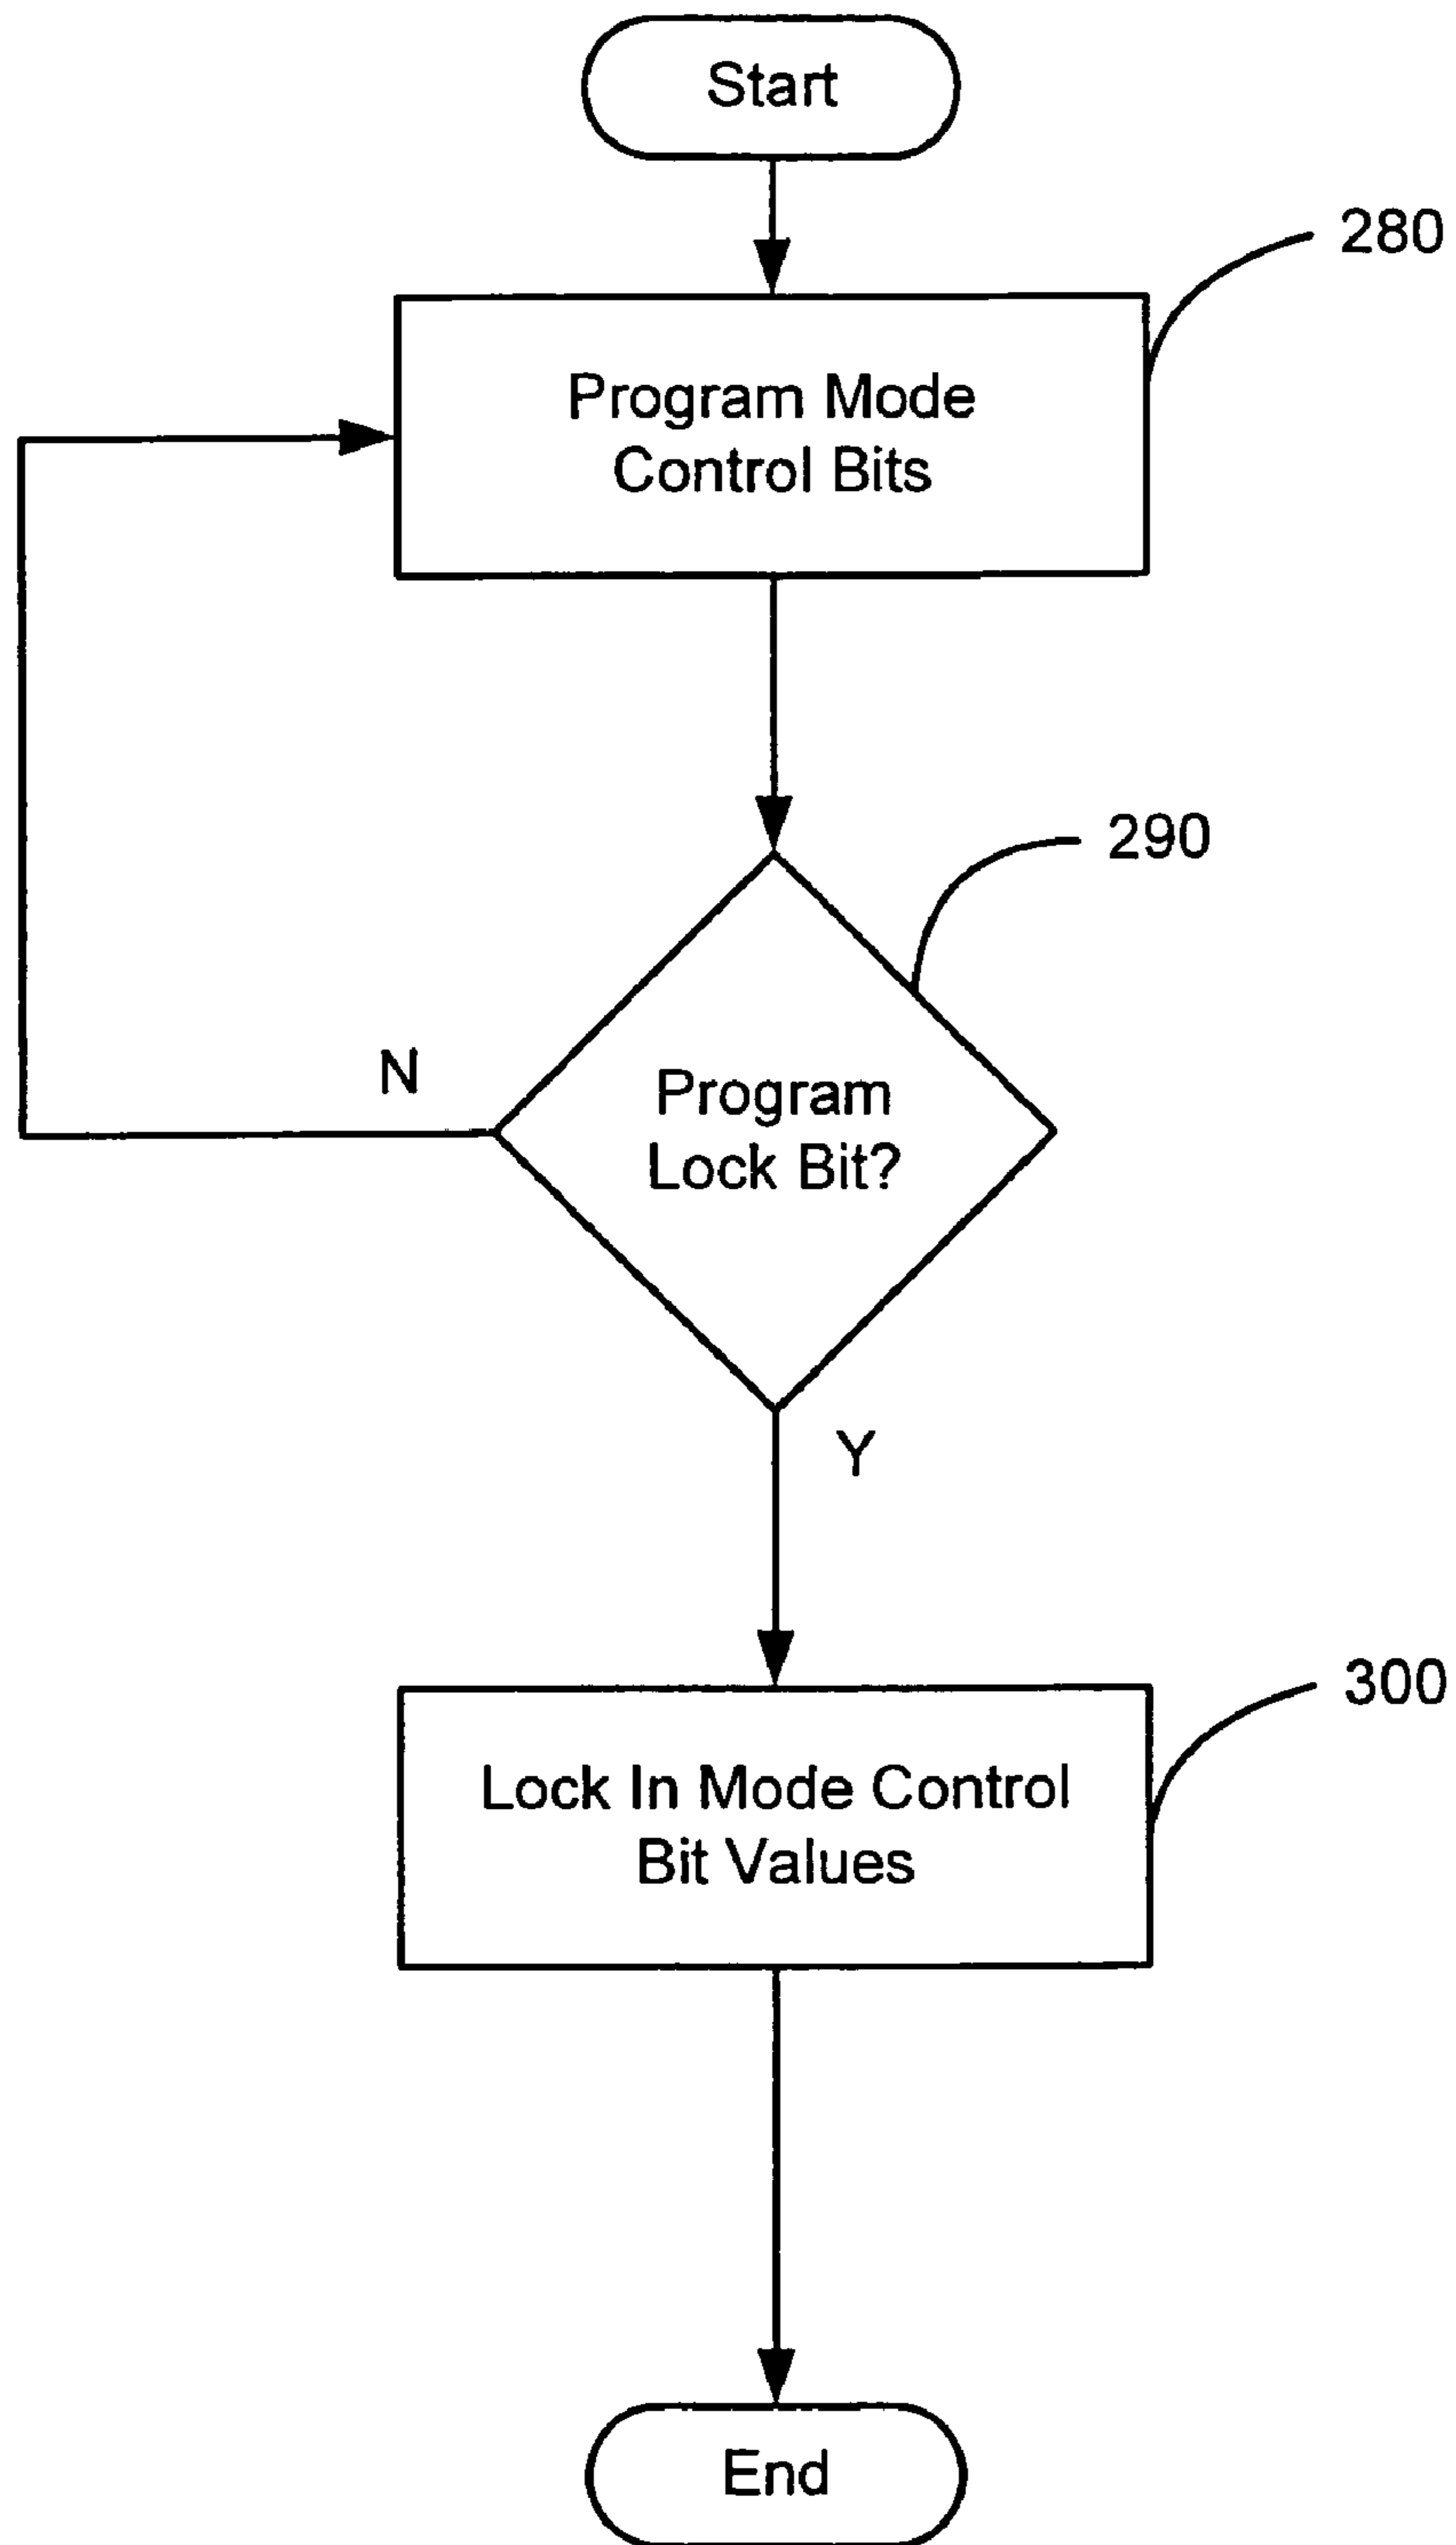 Start
280
Program Mode
Control Bits
290
N
Program
Lock Bit?
Y
300
Lock In Mode Control
Bit Values
End